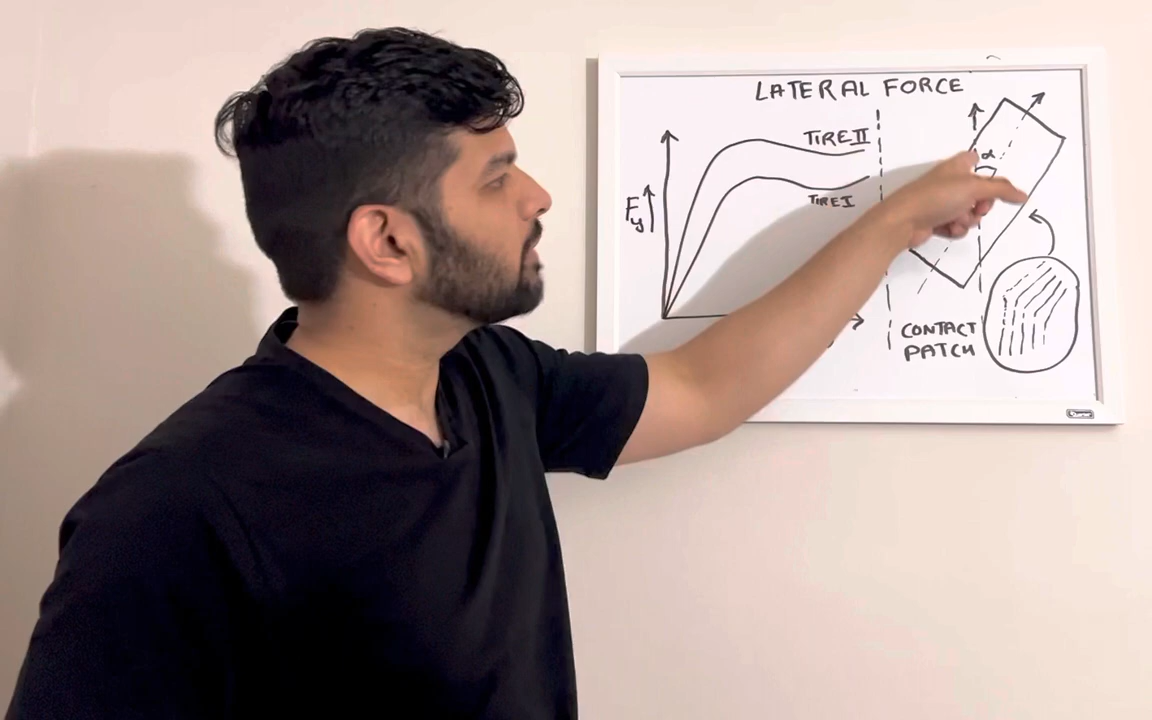 LATERAL FORCE
TIRE II
TIRE I
Fy
α
CONTACT
PATCH